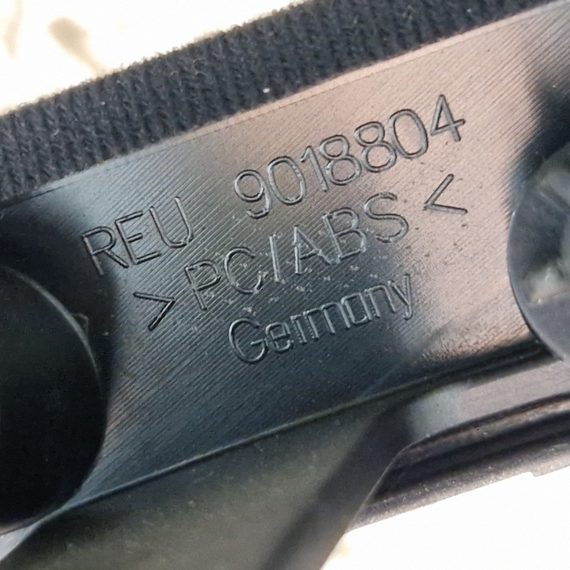 REU 9018804
>PC/ABS<
Germany